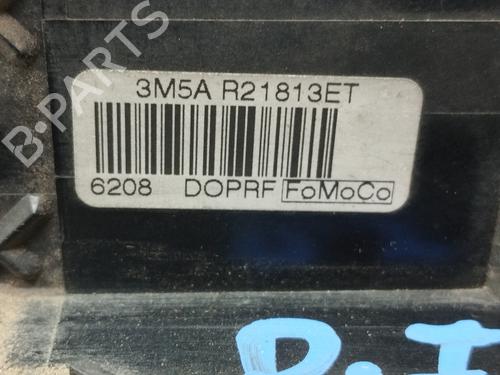 B-PARTS
3M5A R21813ET
6208 DOPRF FoMoCo